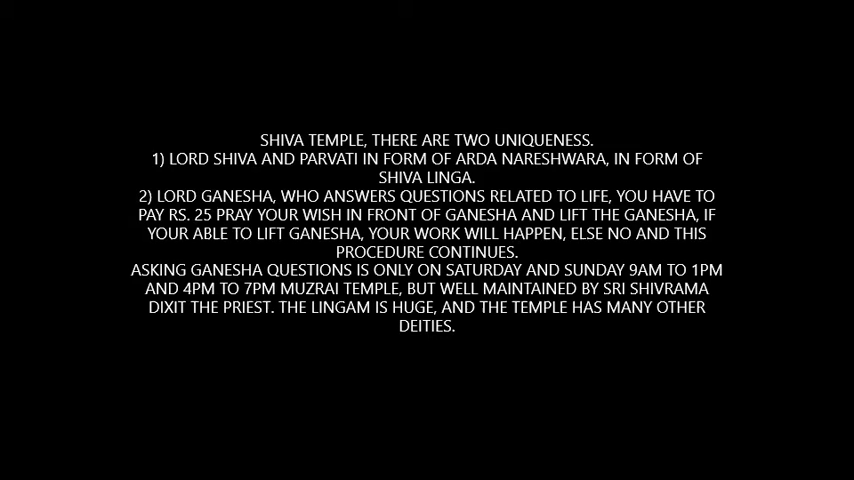 SHIVA TEMPLE, THERE ARE TWO UNIQUENESS.
1) LORD SHIVA AND PARVATI IN FORM OF ARDA NARESHWARA, IN FORM OF
SHIVA LINGA.
2) LORD GANESHA, WHO ANSWERS QUESTIONS RELATED TO LIFE, YOU HAVE TO
PAY RS. 25 PRAY YOUR WISH IN FRONT OF GANESHA AND LIFT THE GANESHA, IF
YOUR ABLE TO LIFT GANESHA, YOUR WORK WILL HAPPEN, ELSE NO AND THIS
PROCEDURE CONTINUES.
ASKING GANESHA QUESTIONS IS ONLY ON SATURDAY AND SUNDAY 9AM TO 1PM
AND 4PM TO 7PM MUZRAI TEMPLE, BUT WELL MAINTAINED BY SRI SHIVRAMA
DIXIT THE PRIEST. THE LINGAM IS HUGE, AND THE TEMPLE HAS MANY OTHER
DEITIES.